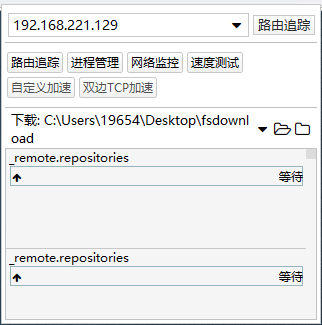 192.168.221.129 路由追踪
路由追踪 进程管理 网络监控 速度测试
自定义加速 双边TCP加速
下载: C:\Users\19654\Desktop\fsdownl
oad
_remote.repositories
等待
_remote.repositories
等待